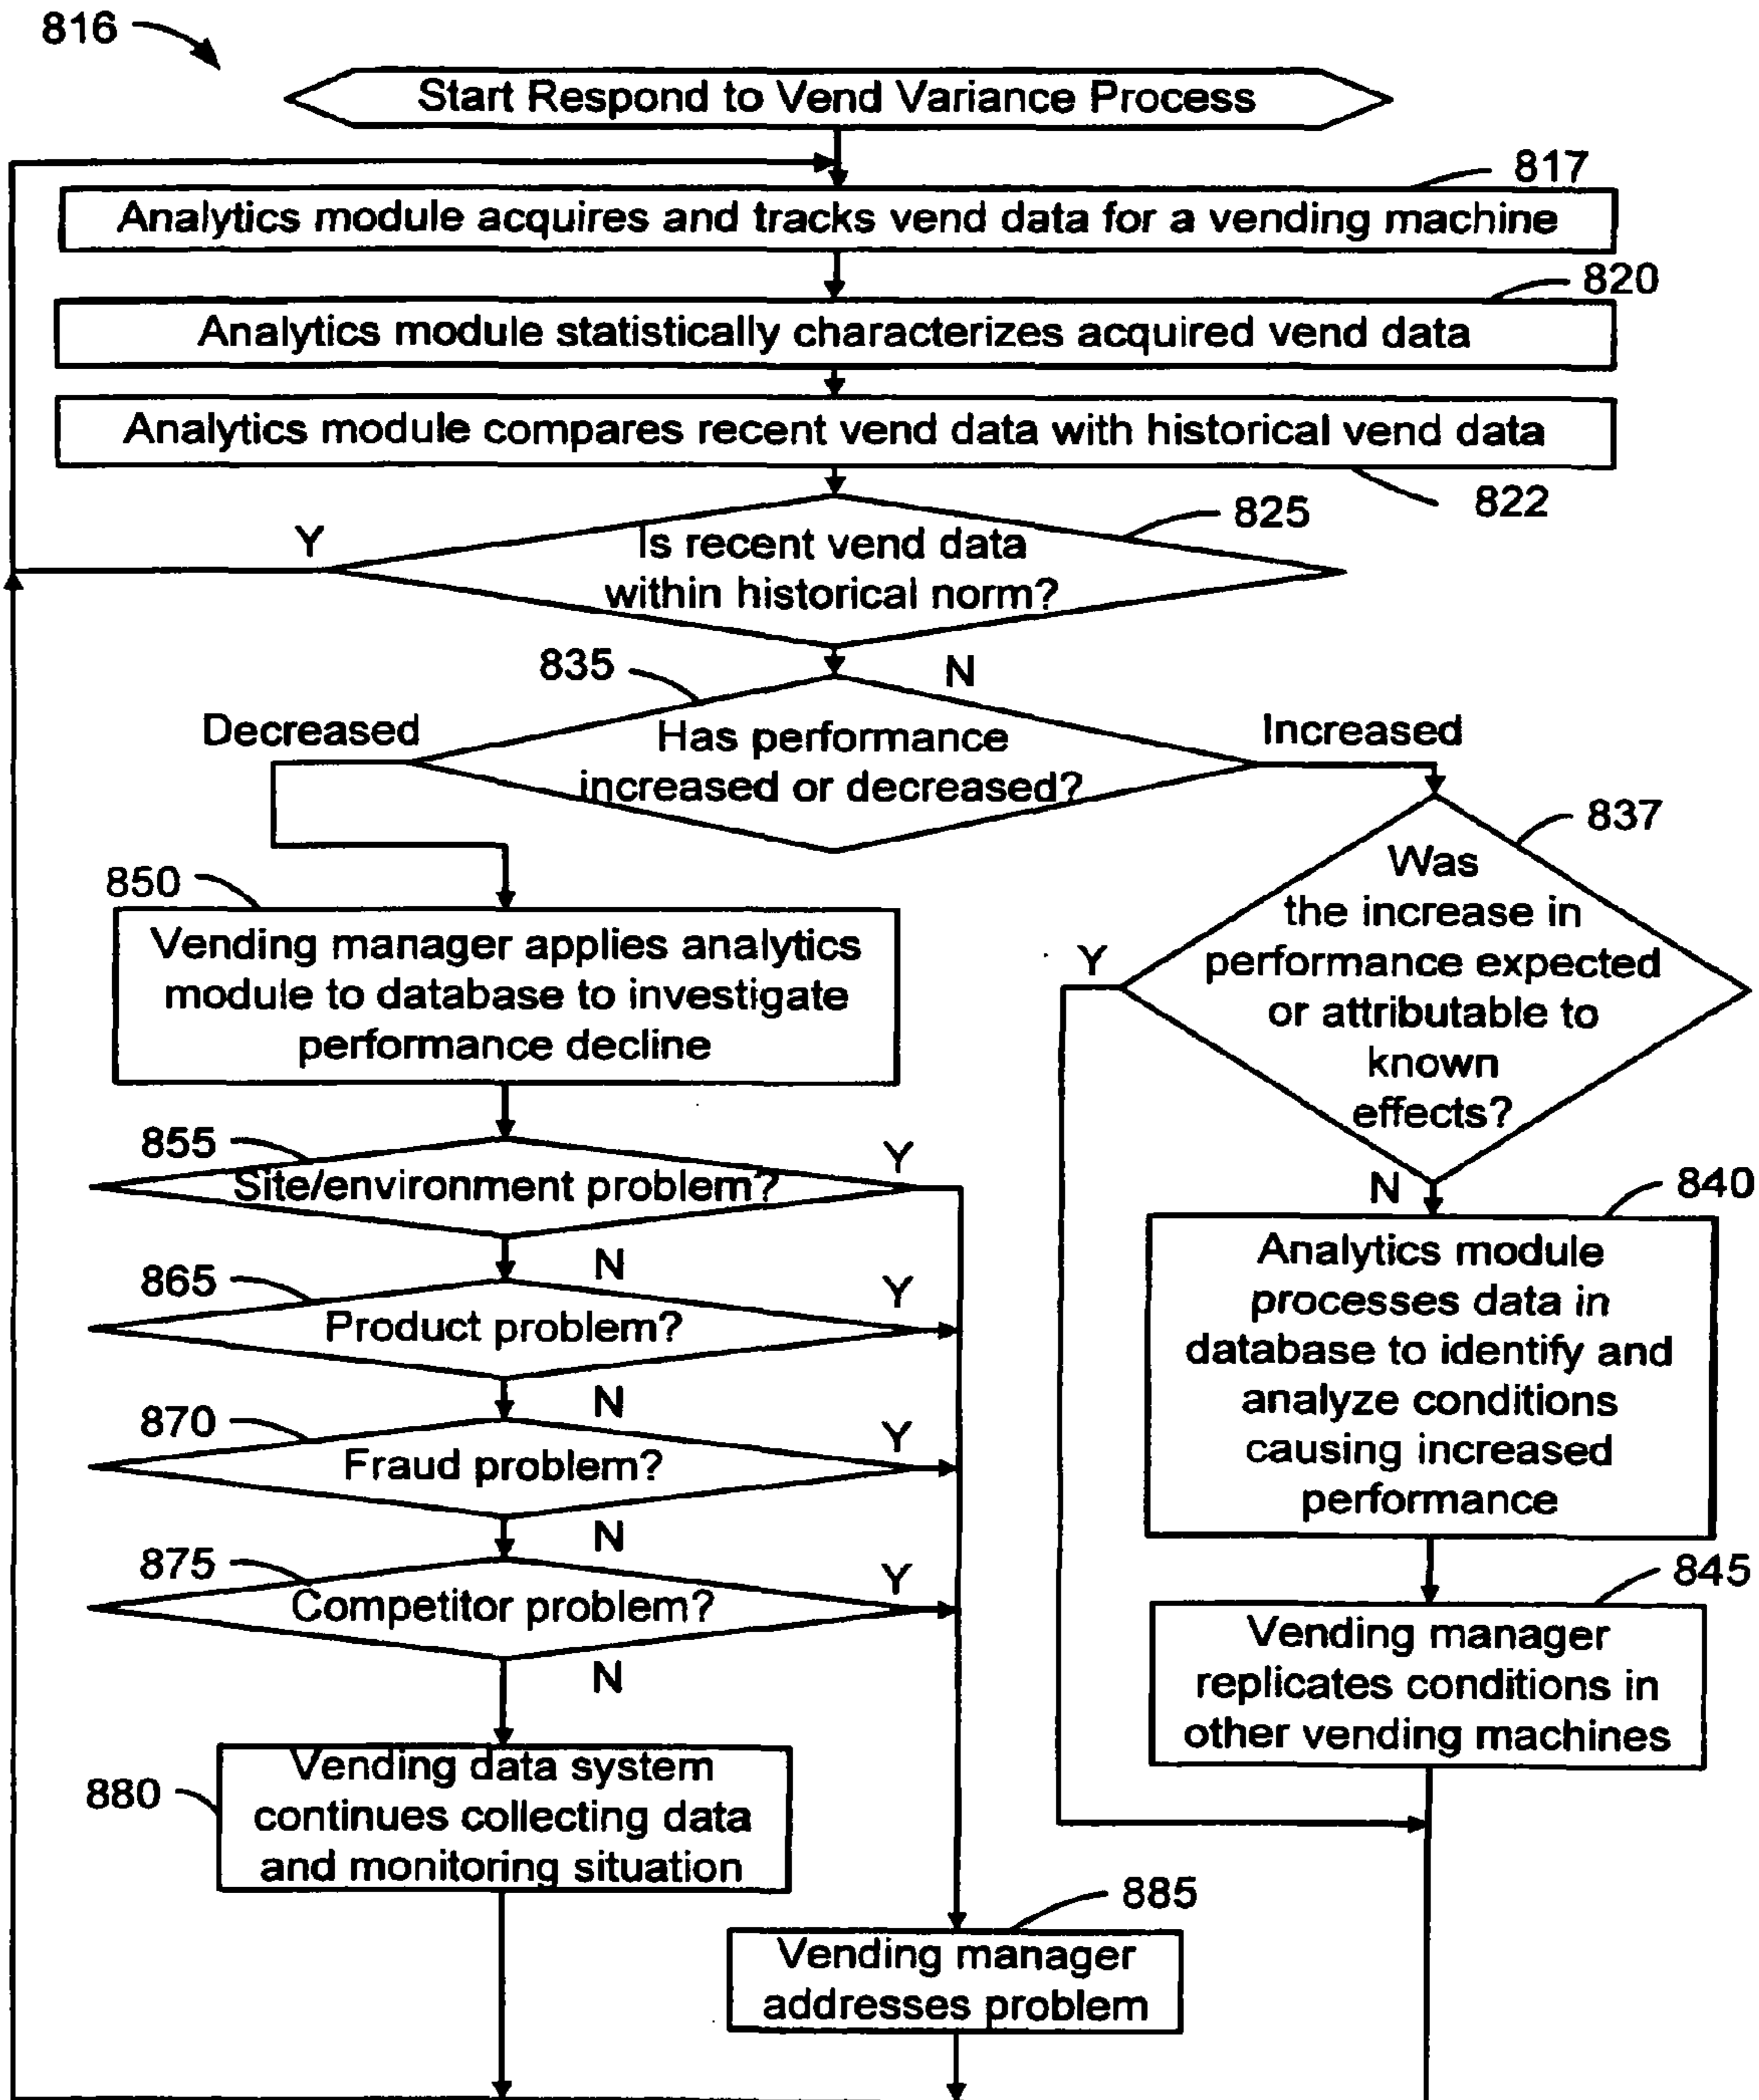 816
Start Respond to Vend Variance Process
817
Analytics module acquires and tracks vend data for a vending machine
820
Analytics module statistically characterizes acquired vend data
Analytics module compares recent vend data with historical vend data
822
825
Y
Is recent vend data
within historical norm?
N
835
Decreased
Has performance
increased or decreased?
Increased
837
Was
the increase in
performance expected
or attributable to
known
effects?
Y
N
850
Vending manager applies analytics
module to database to investigate
performance decline
855
Site/environment problem?
Y
N
865
Product problem?
Y
N
870
Fraud problem?
Y
N
875
Competitor problem?
Y
N
840
Analytics module
processes data in
database to identify and
analyze conditions
causing increased
performance
845
Vending manager
replicates conditions in
other vending machines
880
Vending data system
continues collecting data
and monitoring situation
885
Vending manager
addresses problem